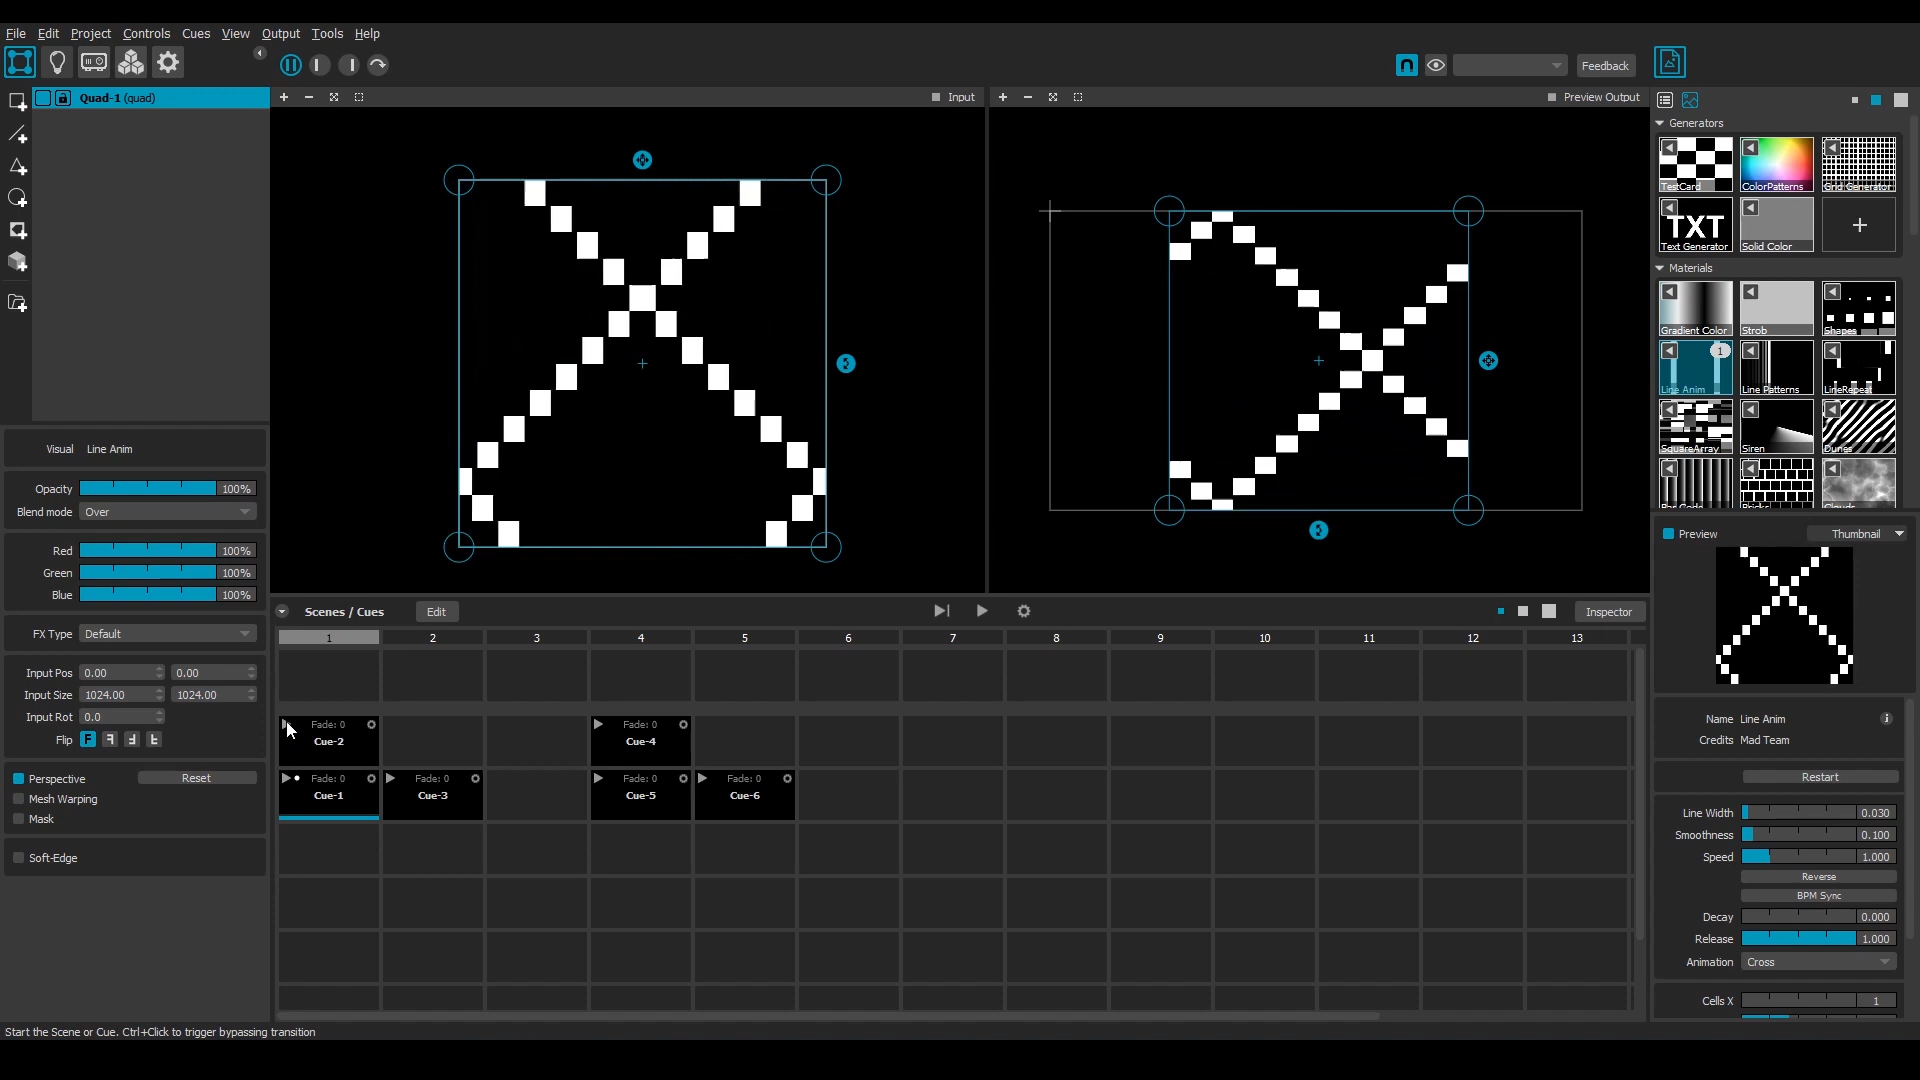 File Edit Project Controls Cues View Output Tools Help
Feedback
Quad-1 (quad)
Input
Preview Output
Generators
TestCard
ColorPatterns
Grid Generator
TXT
Text Generator
Solid Color
Materials
Gradient Color
Strob
Shapes
1
Line Anim
Line Patterns
LineRepeat
SquareArray
Siren
Dunes
Bar Code
Bricks
Clouds
Visual Line Anim
Opacity 100%
Blend mode Over
Red 100%
Green 100%
Blue 100%
FX Type Default
Input Pos 0.00 0.00
Input Size 1024.00 1024.00
Input Rot 0.0
Flip F
Perspective Reset
Mesh Warping
Mask
Soft-Edge
Scenes / Cues Edit Inspector
1 2 3 4 5 6 7 8 9 10 11 12 13
Fade: 0
Cue-2
Fade: 0
Cue-4
Fade: 0
Cue-1
Fade: 0
Cue-3
Fade: 0
Cue-5
Fade: 0
Cue-6
Preview Thumbnail
Name Line Anim
Credits Mad Team
Restart
Line Width 0.030
Smoothness 0.100
Speed 1.000
Reverse
BPM Sync
Decay 0.000
Release 1.000
Animation Cross
Cells X 1
Start the Scene or Cue. Ctrl+Click to trigger bypassing transition